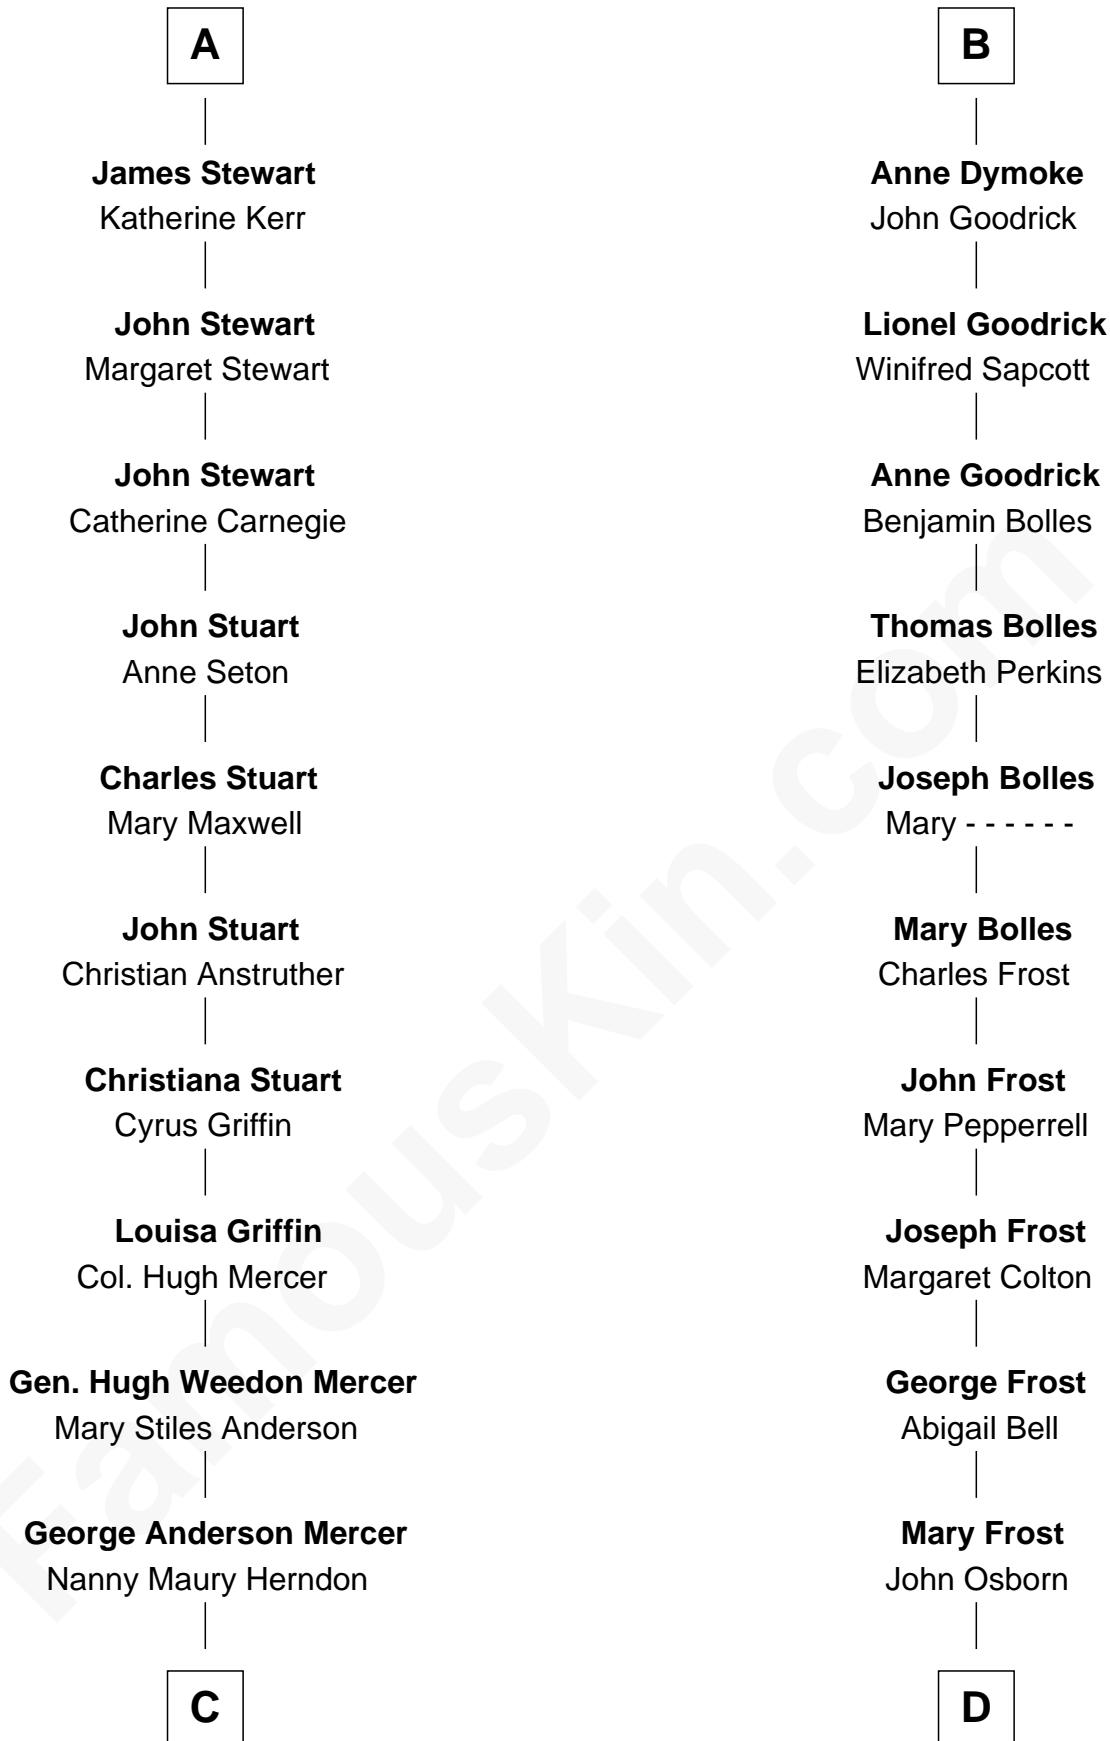 A
James Stewart
Katherine Kerr
John Stewart
Margaret Stewart
John Stewart
Catherine Carnegie
John Stuart
Anne Seton
Charles Stuart
Mary Maxwell
John Stuart
Christian Anstruther
Christiana Stuart
Cyrus Griffin
Louisa Griffin
Col. Hugh Mercer
Gen. Hugh Weedon Mercer
Mary Stiles Anderson
George Anderson Mercer
Nanny Maury Herndon
C
B
Anne Dymoke
John Goodrick
Lionel Goodrick
Winifred Sapcott
Anne Goodrick
Benjamin Bolles
Thomas Bolles
Elizabeth Perkins
Joseph Bolles
Mary - - - - - -
Mary Bolles
Charles Frost
John Frost
Mary Pepperrell
Joseph Frost
Margaret Colton
George Frost
Abigail Bell
Mary Frost
John Osborn
D
FamousKin.com